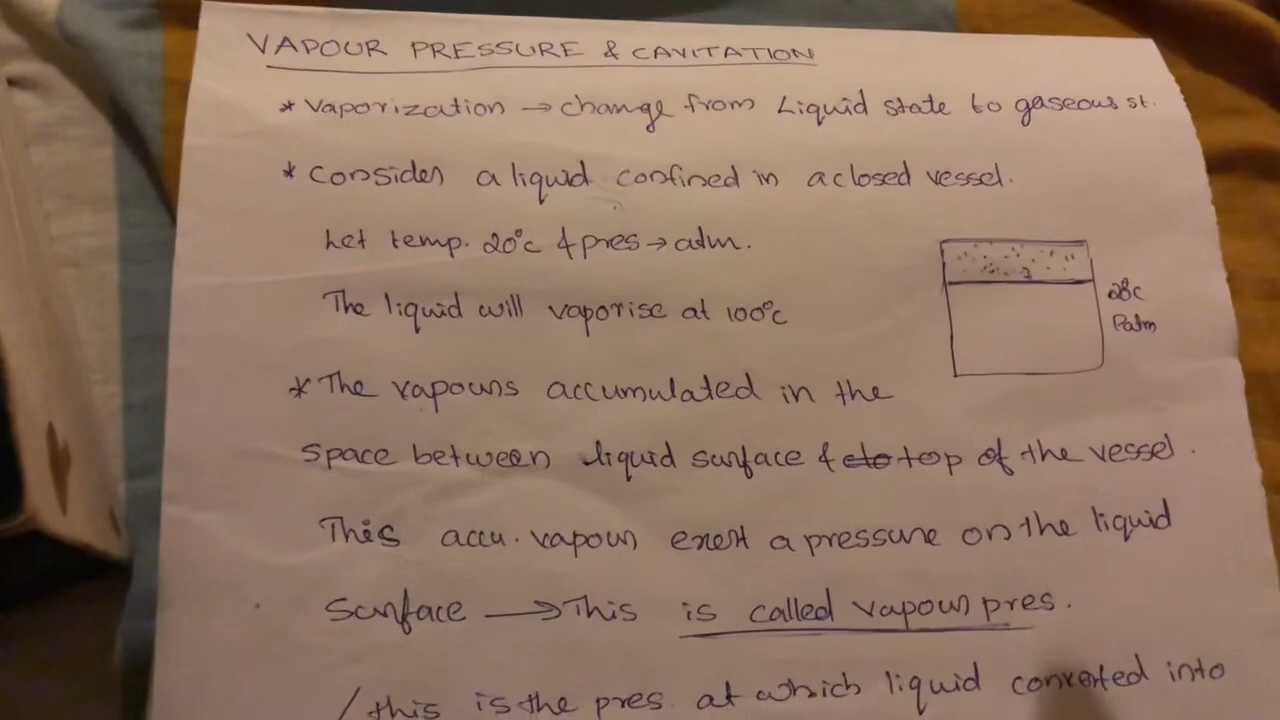 VAPOUR PRESSURE & CAVITATION
* Vaporization → change from Liquid state to gaseous st.
* Consider a liquid confined in a closed vessel.
Let temp. 20°c & pres → atm.
The liquid will vaporise at 100°c
20°c
Patm
* The vapours accumulated in the
space between liquid surface & top of the vessel.
This accu. vapour exert a pressure on the liquid
Surface → This is called vapour pres.
/ this is the pres. at which liquid converted into